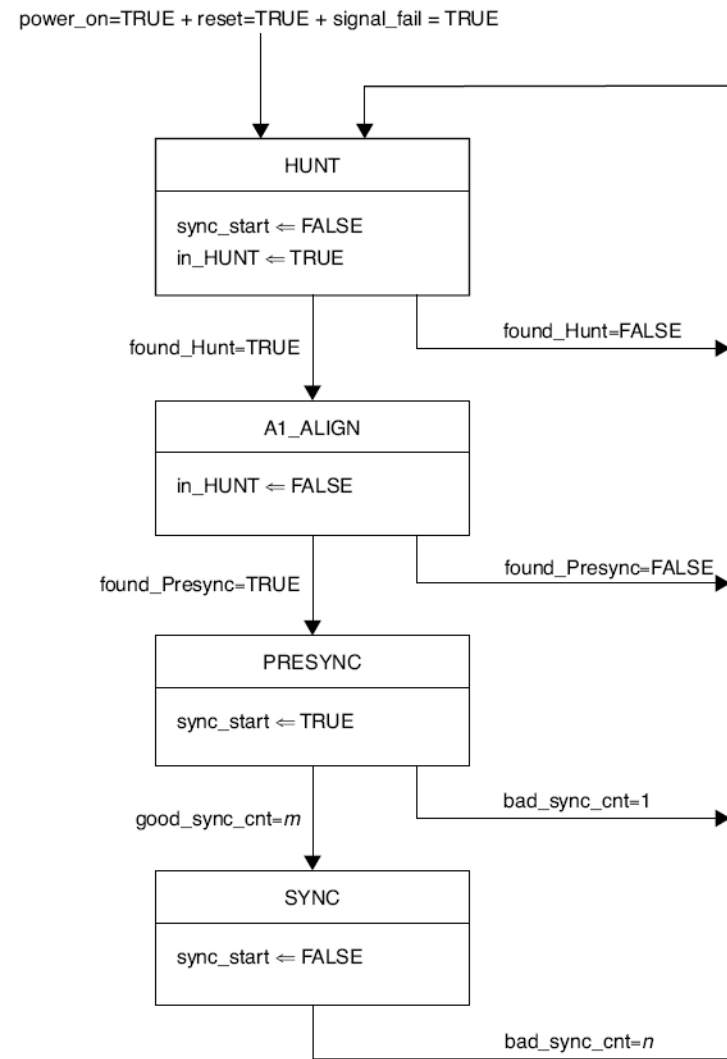 power_on=TRUE + reset=TRUE + signal_fail = TRUE
HUNT
sync_start ⇐ FALSE
in_HUNT ⇐ TRUE
found_Hunt=TRUE
found_Hunt=FALSE
A1_ALIGN
in_HUNT ⇐ FALSE
found_Presync=TRUE
found_Presync=FALSE
PRESYNC
sync_start ⇐ TRUE
good_sync_cnt=m
bad_sync_cnt=1
SYNC
sync_start ⇐ FALSE
bad_sync_cnt=n